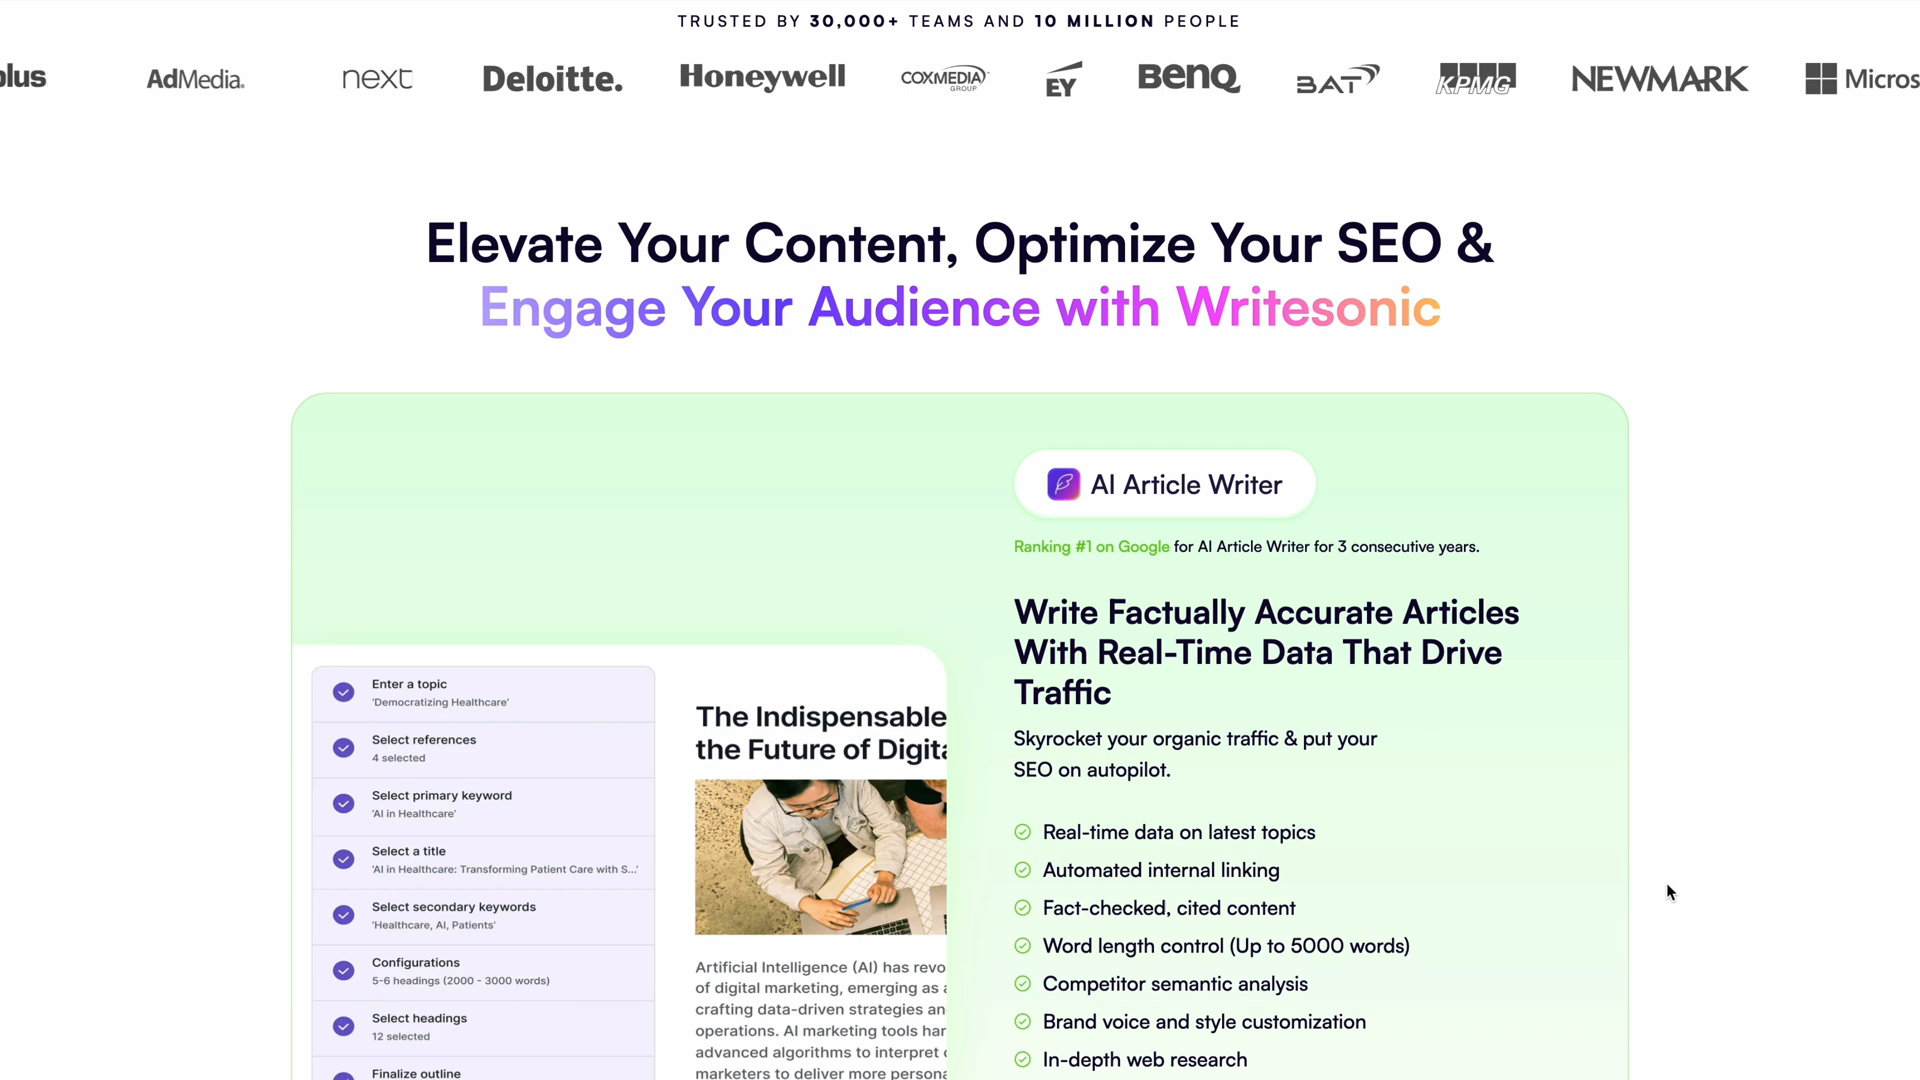 TRUSTED BY 30,000+ TEAMS AND 10 MILLION PEOPLE
plus
AdMedia.
next
Deloitte.
Honeywell
COXMEDIA GROUP
EY
BenQ
BAT
KPMG
NEWMARK
Micros
Elevate Your Content, Optimize Your SEO &
Engage Your Audience with Writesonic
AI Article Writer
Ranking #1 on Google for AI Article Writer for 3 consecutive years.
Write Factually Accurate Articles
With Real-Time Data That Drive
Traffic
Skyrocket your organic traffic & put your
SEO on autopilot.
Real-time data on latest topics
Automated internal linking
Fact-checked, cited content
Word length control (Up to 5000 words)
Competitor semantic analysis
Brand voice and style customization
In-depth web research
Enter a topic
'Democratizing Healthcare'
Select references
4 selected
Select primary keyword
'AI in Healthcare'
Select a title
'AI in Healthcare: Transforming Patient Care with S...'
Select secondary keywords
'Healthcare, AI, Patients'
Configurations
5-6 headings (2000 - 3000 words)
Select headings
12 selected
Finalize outline
The Indispensable
the Future of Digita
Artificial Intelligence (AI) has revo
of digital marketing, emerging as a
crafting data-driven strategies an
operations. AI marketing tools har
advanced algorithms to interpret
marketers to deliver more persona